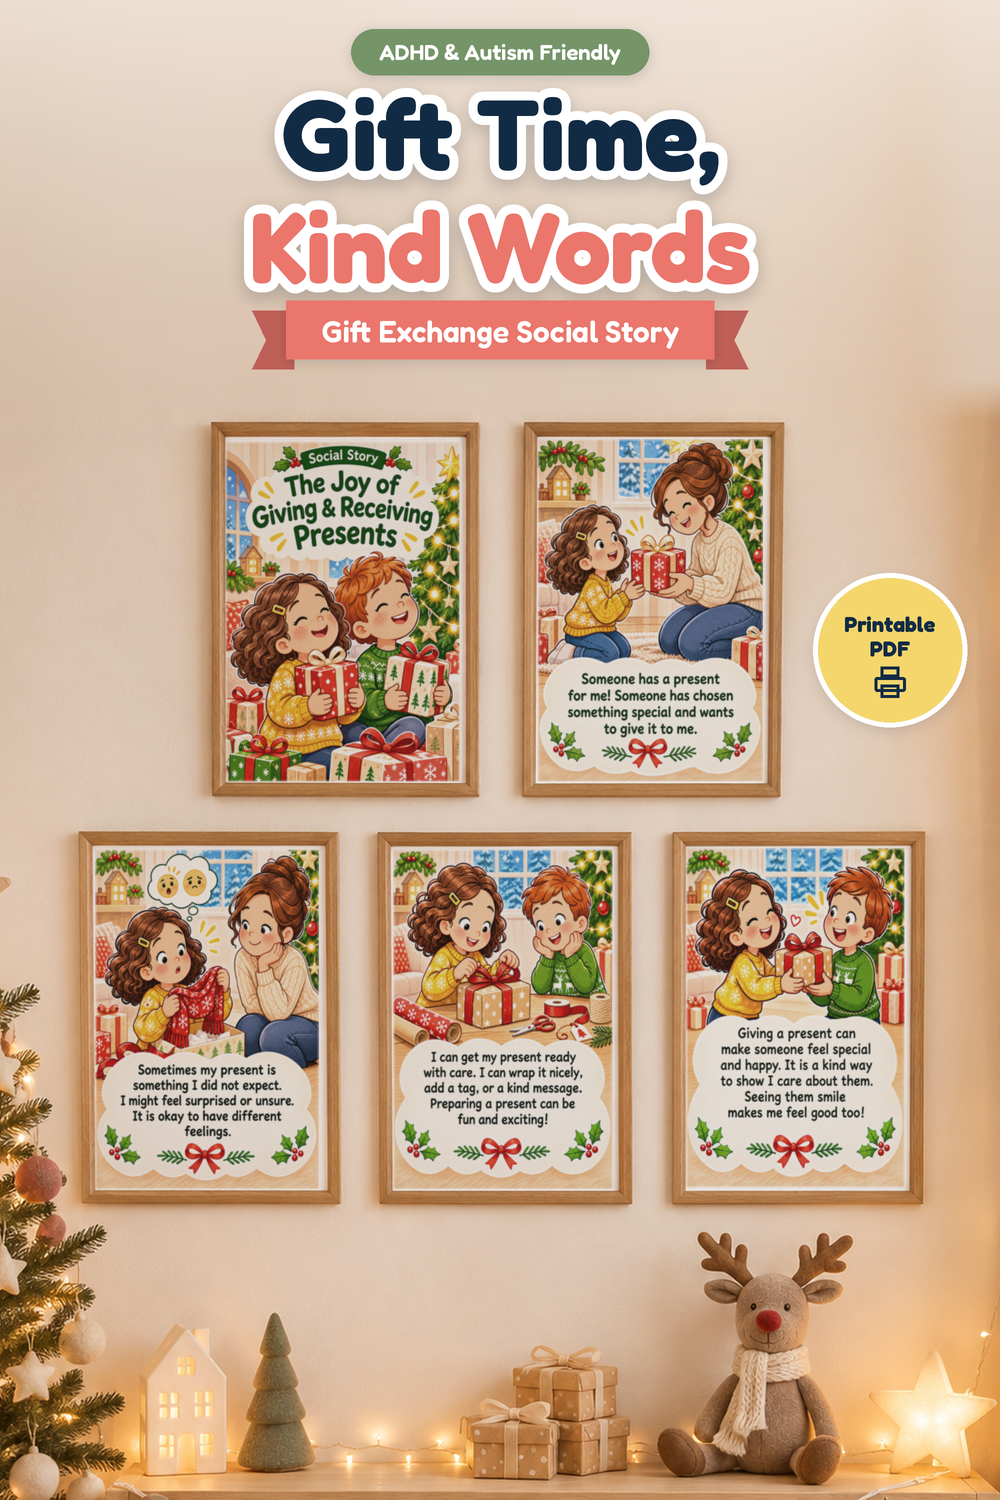 ADHD & Autism Friendly
Gift Time,
Kind Words
Gift Exchange Social Story
Social Story
The Joy of
Giving & Receiving
Presents
Someone has a present
for me! Someone has chosen
something special and wants
to give it to me.
Printable
PDF
Sometimes my present is
something I did not expect.
I might feel surprised or unsure.
It is okay to have different
feelings.
I can get my present ready
with care. I can wrap it nicely,
add a tag, or a kind message.
Preparing a present can be
fun and exciting!
Giving a present can
make someone feel special
and happy. It is a kind way
to show I care about them.
Seeing them smile
makes me feel good too!